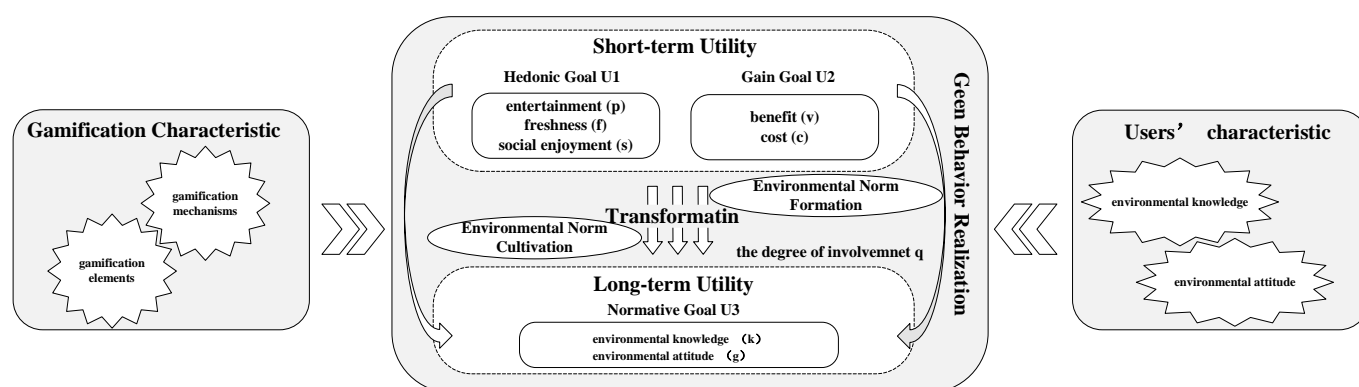 Gamification Characteristic
gamification
mechanisms
gamification
elements
Short-term Utility
Hedonic Goal U1
entertainment (p)
freshness (f)
social enjoyment (s)
Gain Goal U2
benefit (v)
cost (c)
Environmental Norm
Formation
Transformatin
Environmental Norm
Cultivation
the degree of involvemnet q
Long-term Utility
Normative Goal U3
environmental knowledge （k）
environmental attitude （g）
Geen Behavior Realization
Users’ characteristic
environmental knowledge
environmental attitude